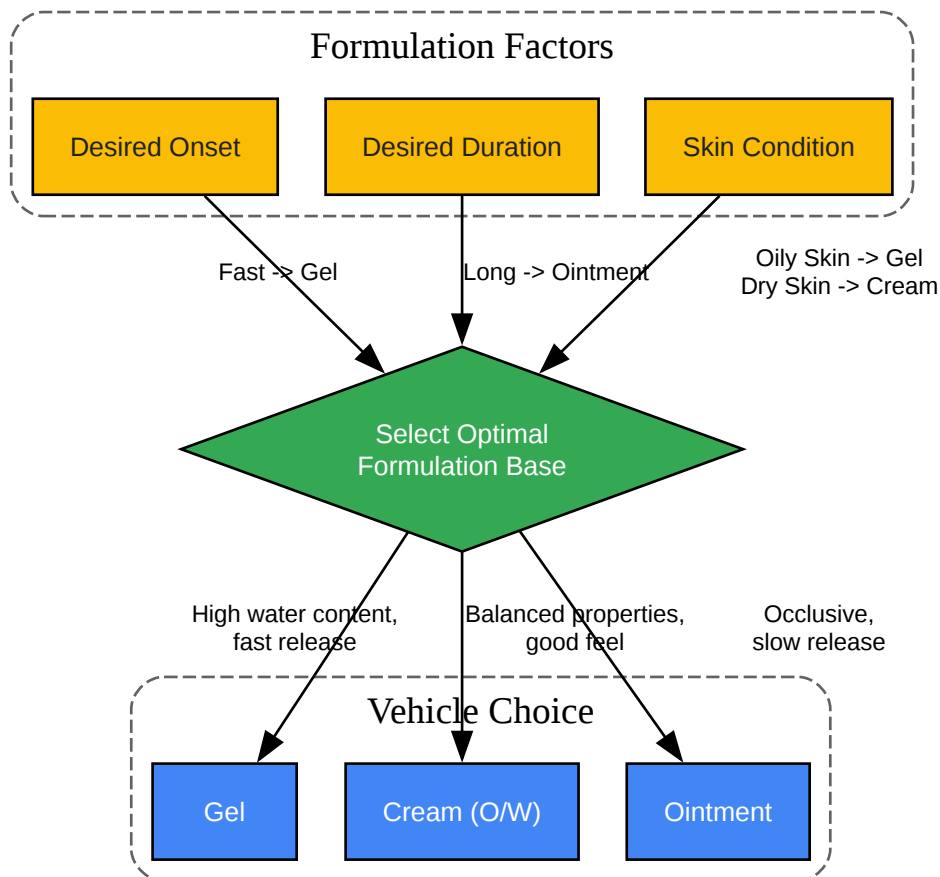 Formulation Factors
Desired Onset
Desired Duration
Skin Condition
Fast -> Gel
Long -> Ointment
Oily Skin -> Gel
Dry Skin -> Cream
Select Optimal
Formulation Base
High water content,
fast release
Balanced properties,
good feel
Occlusive,
slow release
Vehicle Choice
Gel
Cream (O/W)
Ointment